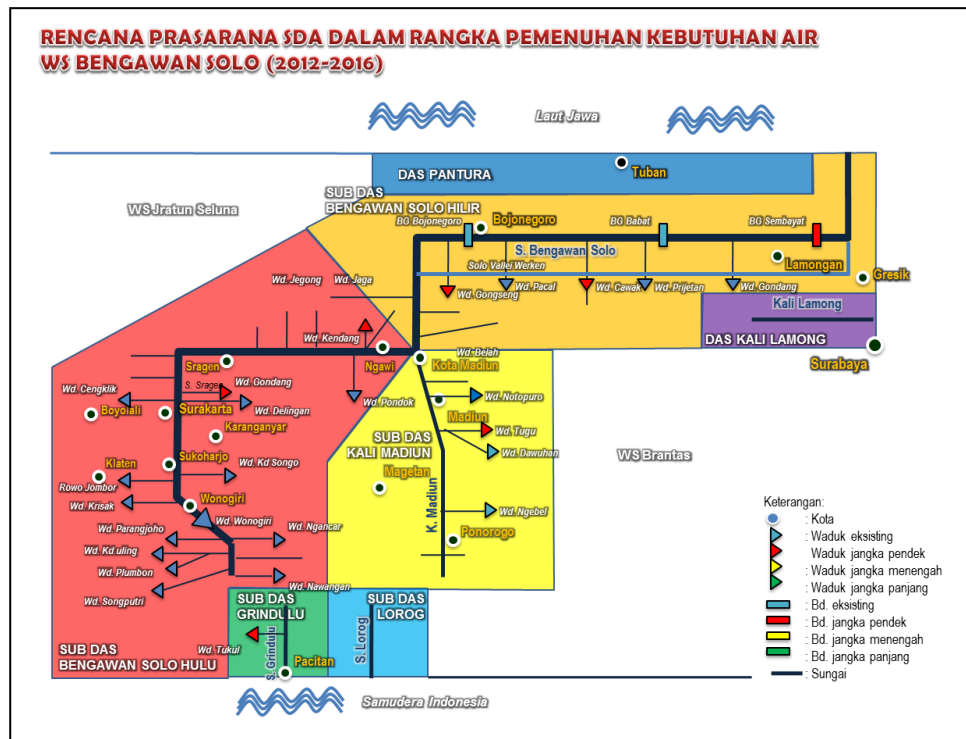 RENCANA PRASARANA SDA DALAM RANGKA PEMENUHAN KEBUTUHAN AIR
WS BENGAWAN SOLO (2012-2016)
Laut Jawa
DAS PANTURA
Tuban
WS Jratun Seluna
SUB DAS
BENGAWAN SOLO HILIR
BG Bojonegoro
Bojonegoro
BG Babat
BG Sembayat
S. Bengawan Solo
Lamongan
Solo Vallei Werken
Gresik
Wd. Jegong
Wd. Jaga
Wd. Gongseng
Wd. Pacal
Wd. Cawak
Wd. Prijetan
Wd. Gondang
Kali Lamong
DAS KALI LAMONG
Surabaya
Wd. Kendang
Ngawi
Wd. Belah
Kota Madiun
Sragen
S. Sragen
Wd. Gondang
Wd. Cengklik
Wd. Delingan
Wd. Pondok
Wd. Notopuro
Boyolali
Surakarta
Karanganyar
Madiun
Wd. Tugu
SUB DAS
KALI MADIUN
Wd. Dawuhan
WS Brantas
Klaten
Sukoharjo
Wd. Kd Songo
Magetan
Rowo Jombor
Wd. Krisak
Wonogiri
Wd. Wonogiri
K. Madiun
Wd. Ngebel
Wd. Parangjoho
Wd. Ngancar
Ponorogo
Wd. Kd.uling
Wd. Plumbon
Wd. Nawangan
Wd. Songputri
SUB DAS
GRINDULU
SUB DAS
LOROG
Wd. Tukul
S. Grindulu
S. Lorog
Pacitan
SUB DAS
BENGAWAN SOLO HULU
Samudera Indonesia
Keterangan:
: Kota
: Waduk eksisting
Waduk jangka pendek
: Waduk jangka menengah
: Waduk jangka panjang
: Bd. eksisting
: Bd. jangka pendek
: Bd. jangka menengah
: Bd. jangka panjang
: Sungai